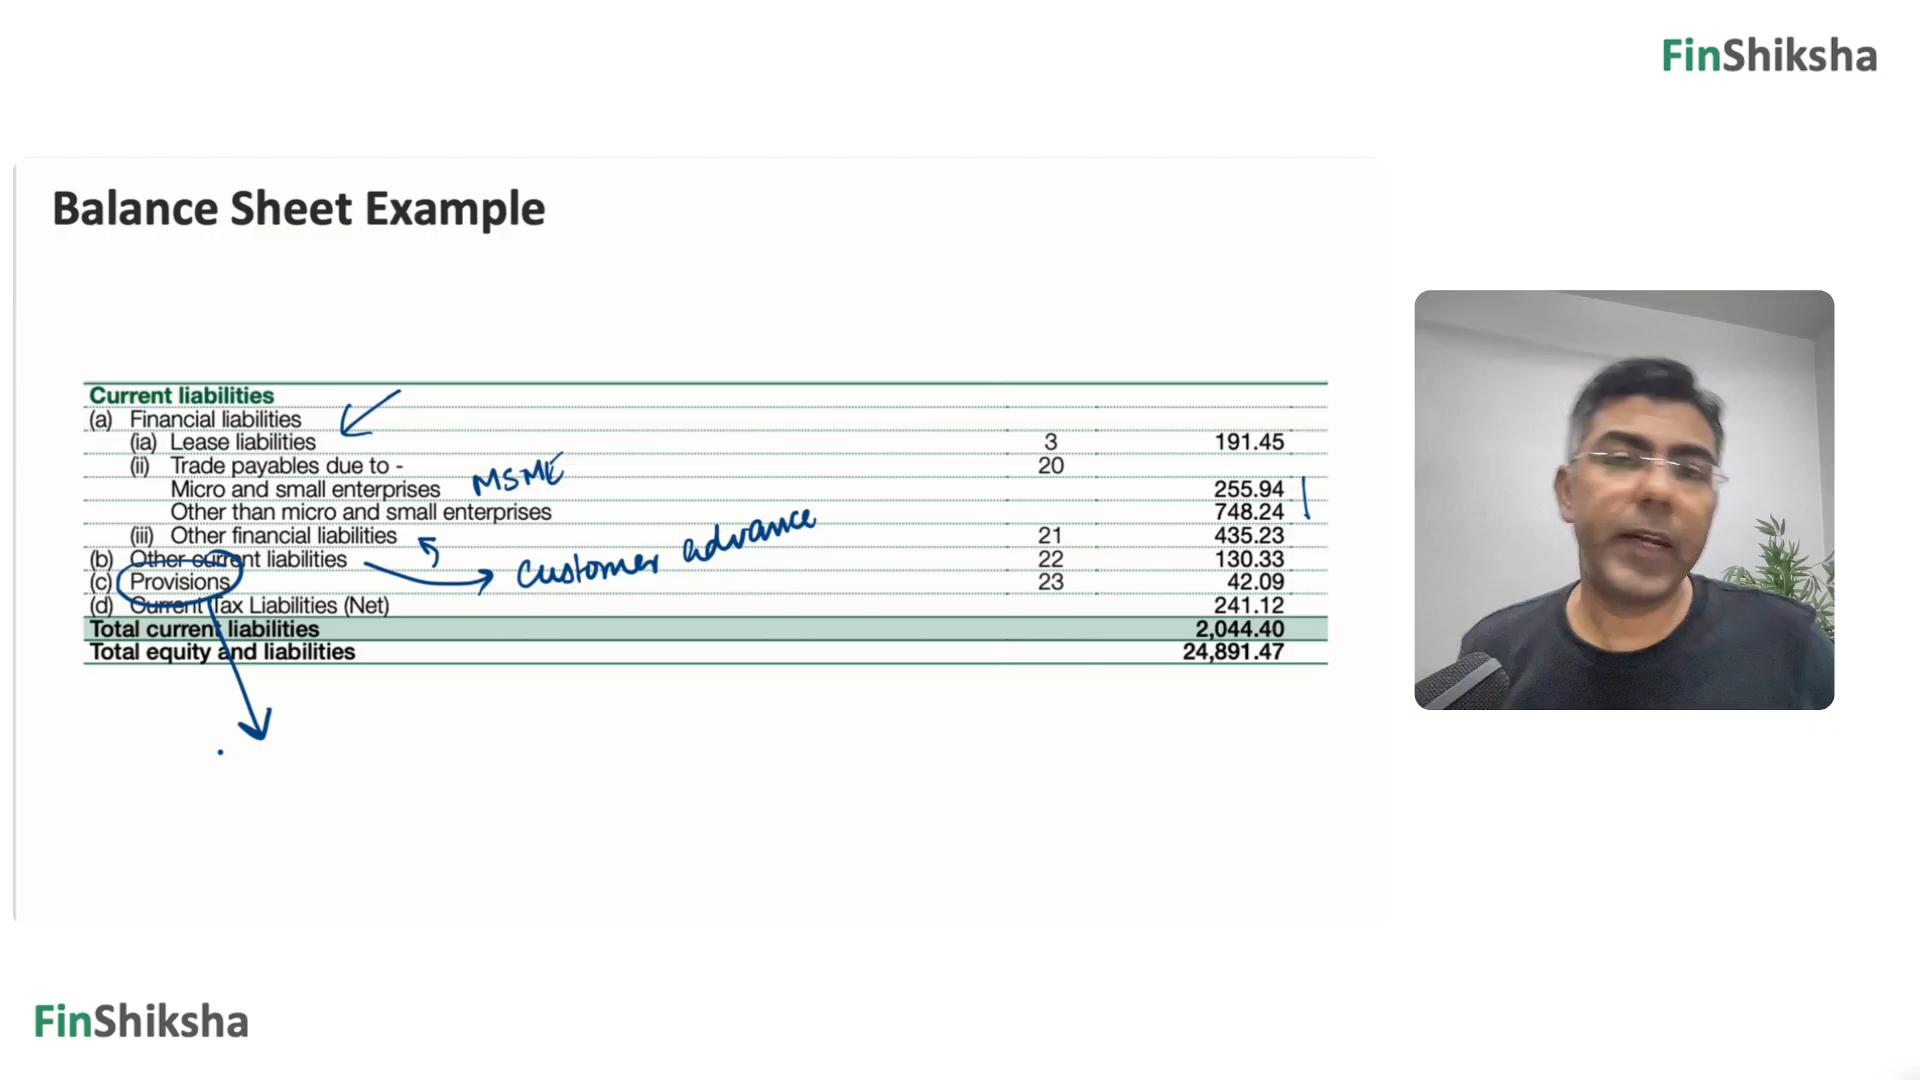 FinShiksha
Balance Sheet Example
Current liabilities
(a) Financial liabilities
(ia) Lease liabilities 3 191.45
(ii) Trade payables due to - 20
Micro and small enterprises MSME 255.94
Other than micro and small enterprises 748.24
(iii) Other financial liabilities 21 435.23
(b) Other current liabilities customer advance 22 130.33
(c) Provisions 23 42.09
(d) Current Tax Liabilities (Net) 241.12
Total current liabilities 2,044.40
Total equity and liabilities 24,891.47
FinShiksha